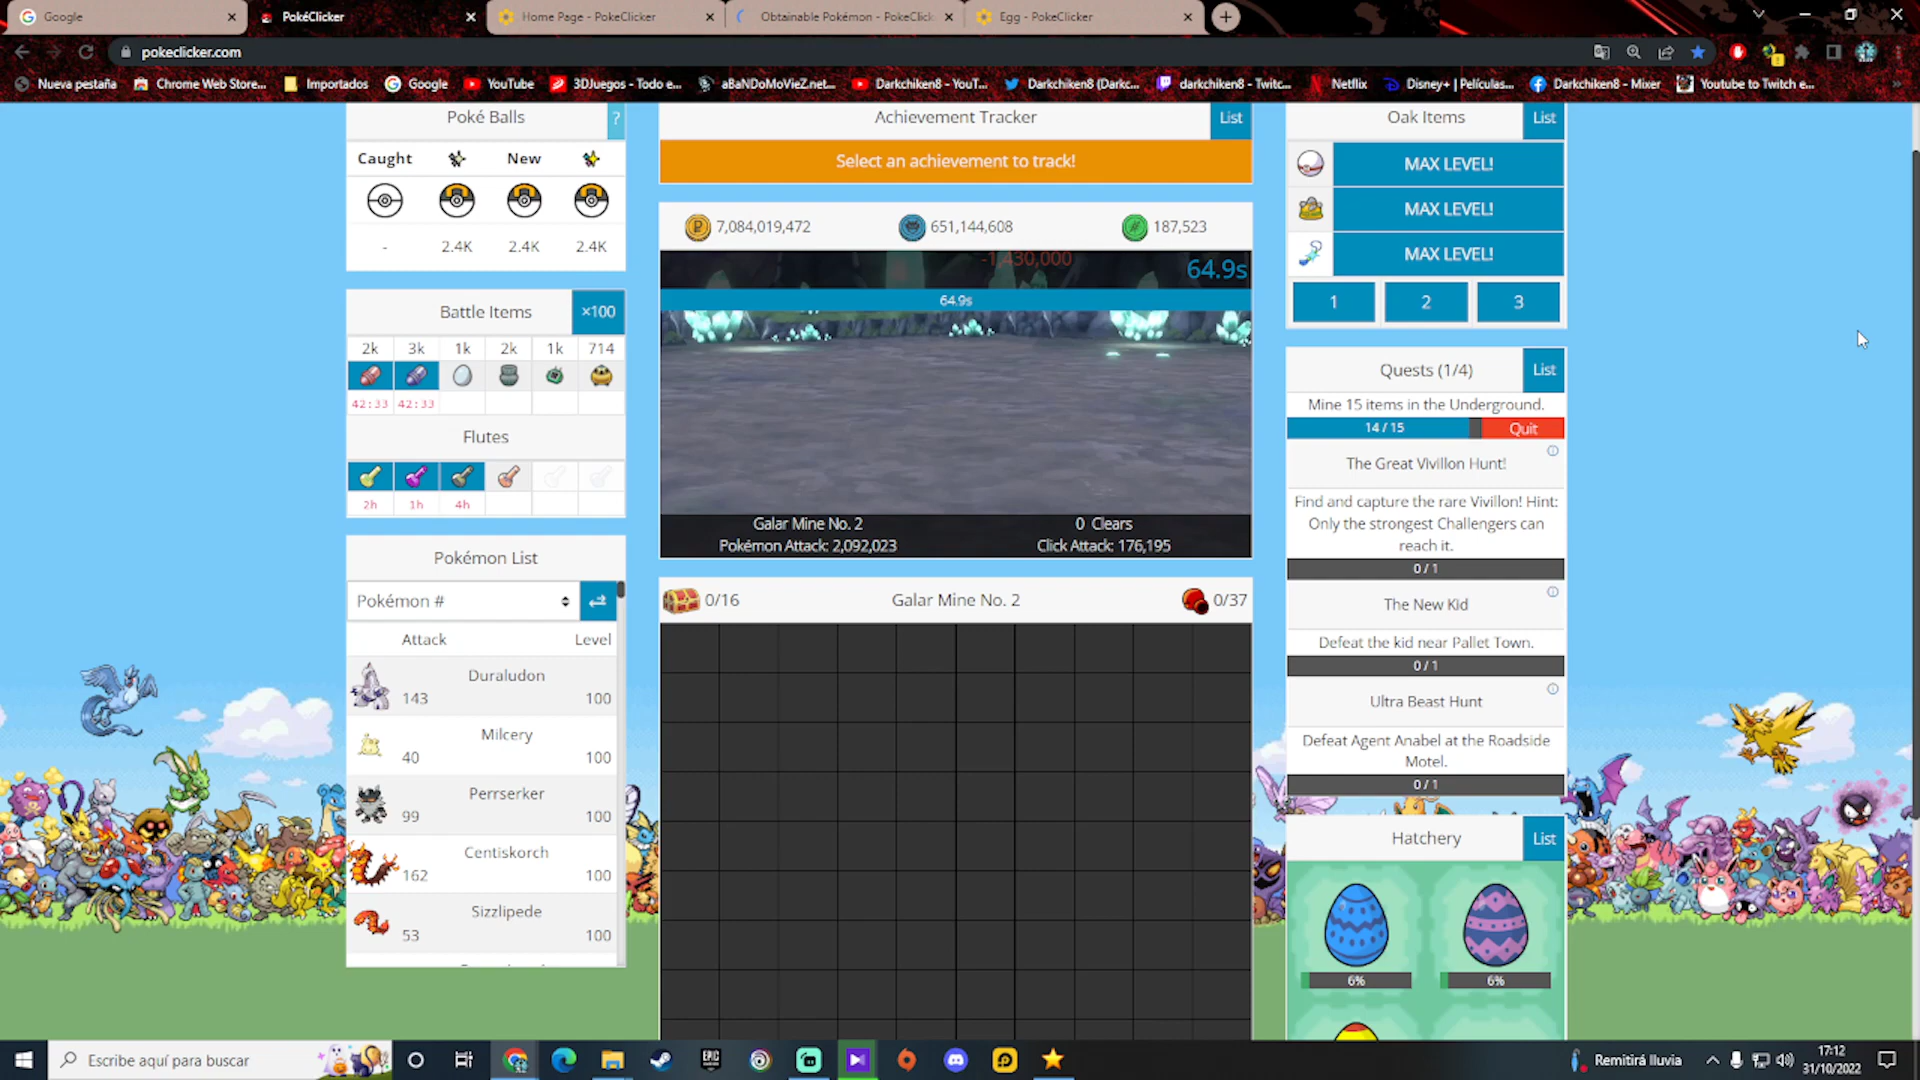 Google
PokéClicker
Home Page - PokeClicker
Obtainable Pokémon - PokeClick
Egg - PokeClicker
pokeclicker.com
Nueva pestaña
Chrome Web Store...
Importados
Google
YouTube
3DJuegos - Todo e...
aBaNDoMoVieZ.net...
Darkchiken8 - YouT...
Darkchiken8 (Darkc...
darkchiken8 - Twitc...
Netflix
Disney+ | Películas...
Darkchiken8 - Mixer
Youtube to Twitch e...
Poké Balls
?
Caught
New
-
2.4K
2.4K
2.4K
Battle Items
×100
2k
3k
1k
2k
1k
714
42:33
42:33
Flutes
2h
1h
4h
Pokémon List
Pokémon #
Attack
Level
Duraludon
143
100
Milcery
40
100
Perrserker
99
100
Centiskorch
162
100
Sizzlipede
53
100
Achievement Tracker
List
Select an achievement to track!
7,084,019,472
651,144,608
187,523
-1,430,000
64.9s
64.9s
Galar Mine No. 2
0 Clears
Pokémon Attack: 2,092,023
Click Attack: 176,195
0/16
Galar Mine No. 2
0/37
Oak Items
List
MAX LEVEL!
MAX LEVEL!
MAX LEVEL!
1
2
3
Quests (1/4)
List
Mine 15 items in the Underground.
14 / 15
Quit
The Great Vivillon Hunt!
Find and capture the rare Vivillon! Hint:
Only the strongest Challengers can
reach it.
0 / 1
The New Kid
Defeat the kid near Pallet Town.
0 / 1
Ultra Beast Hunt
Defeat Agent Anabel at the Roadside
Motel.
0 / 1
Hatchery
List
6%
6%
Escribe aquí para buscar
EPIC
Remitirá lluvia
17:12
31/10/2022